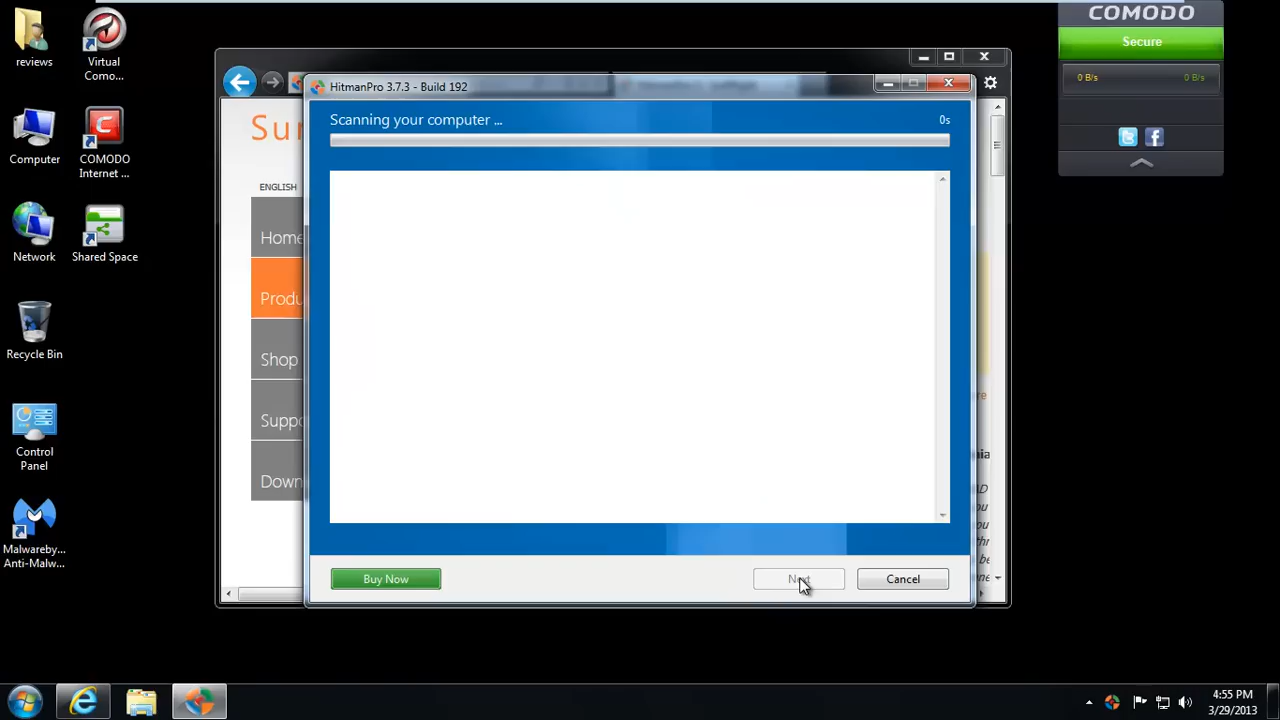 reviews
Virtual
Como...
Computer
COMODO
Internet ...
Network
Shared Space
Recycle Bin
Control
Panel
Malwareby...
Anti-Malw...
COMODO
Secure
0 B/s
0 B/s
HitmanPro 3.7.3 - Build 192
Scanning your computer ...
0s
Sur
ENGLISH
Home
Produ
Shop
Suppo
Down
Buy Now
Next
Cancel
4:55 PM
3/29/2013